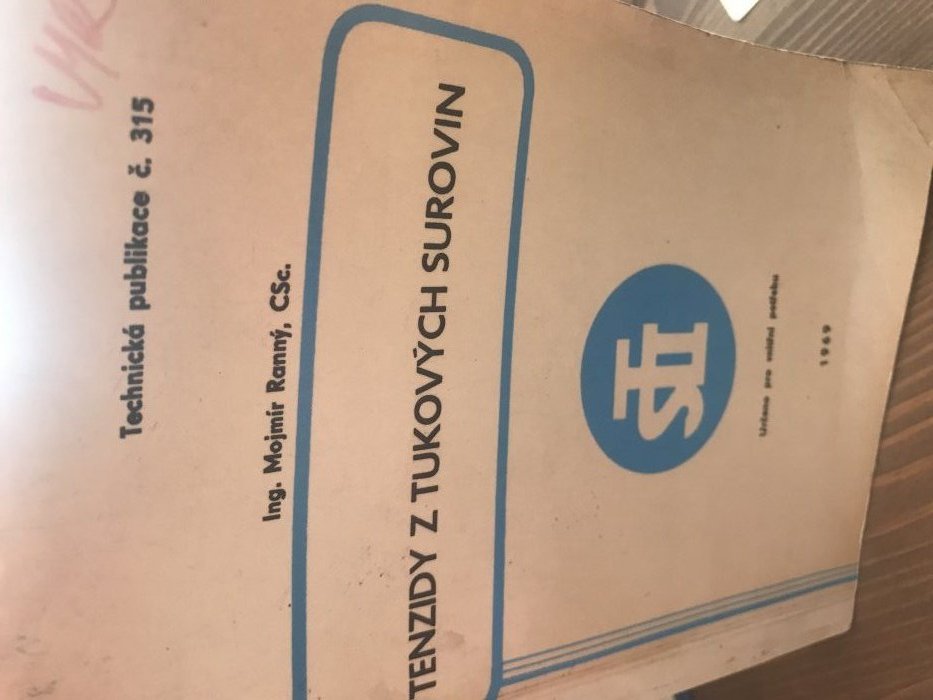 Technická publikace č. 315
Ing. Mojmír Ranný, CSc.
TENZIDY Z TUKOVÝCH SUROVIN
Určeno pro vnitřní potřebu
1969